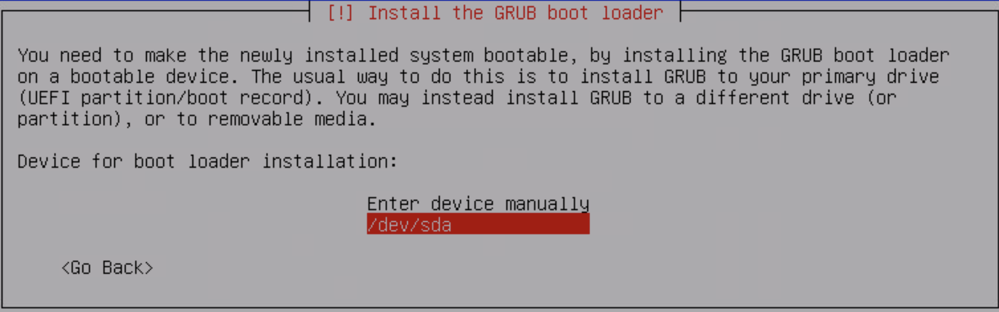 [!] Install the GRUB boot loader
You need to make the newly installed system bootable, by installing the GRUB boot loader
on a bootable device. The usual way to do this is to install GRUB to your primary drive
(UEFI partition/boot record). You may instead install GRUB to a different drive (or
partition), or to removable media.
Device for boot loader installation:
Enter device manually
/dev/sda
<Go Back>